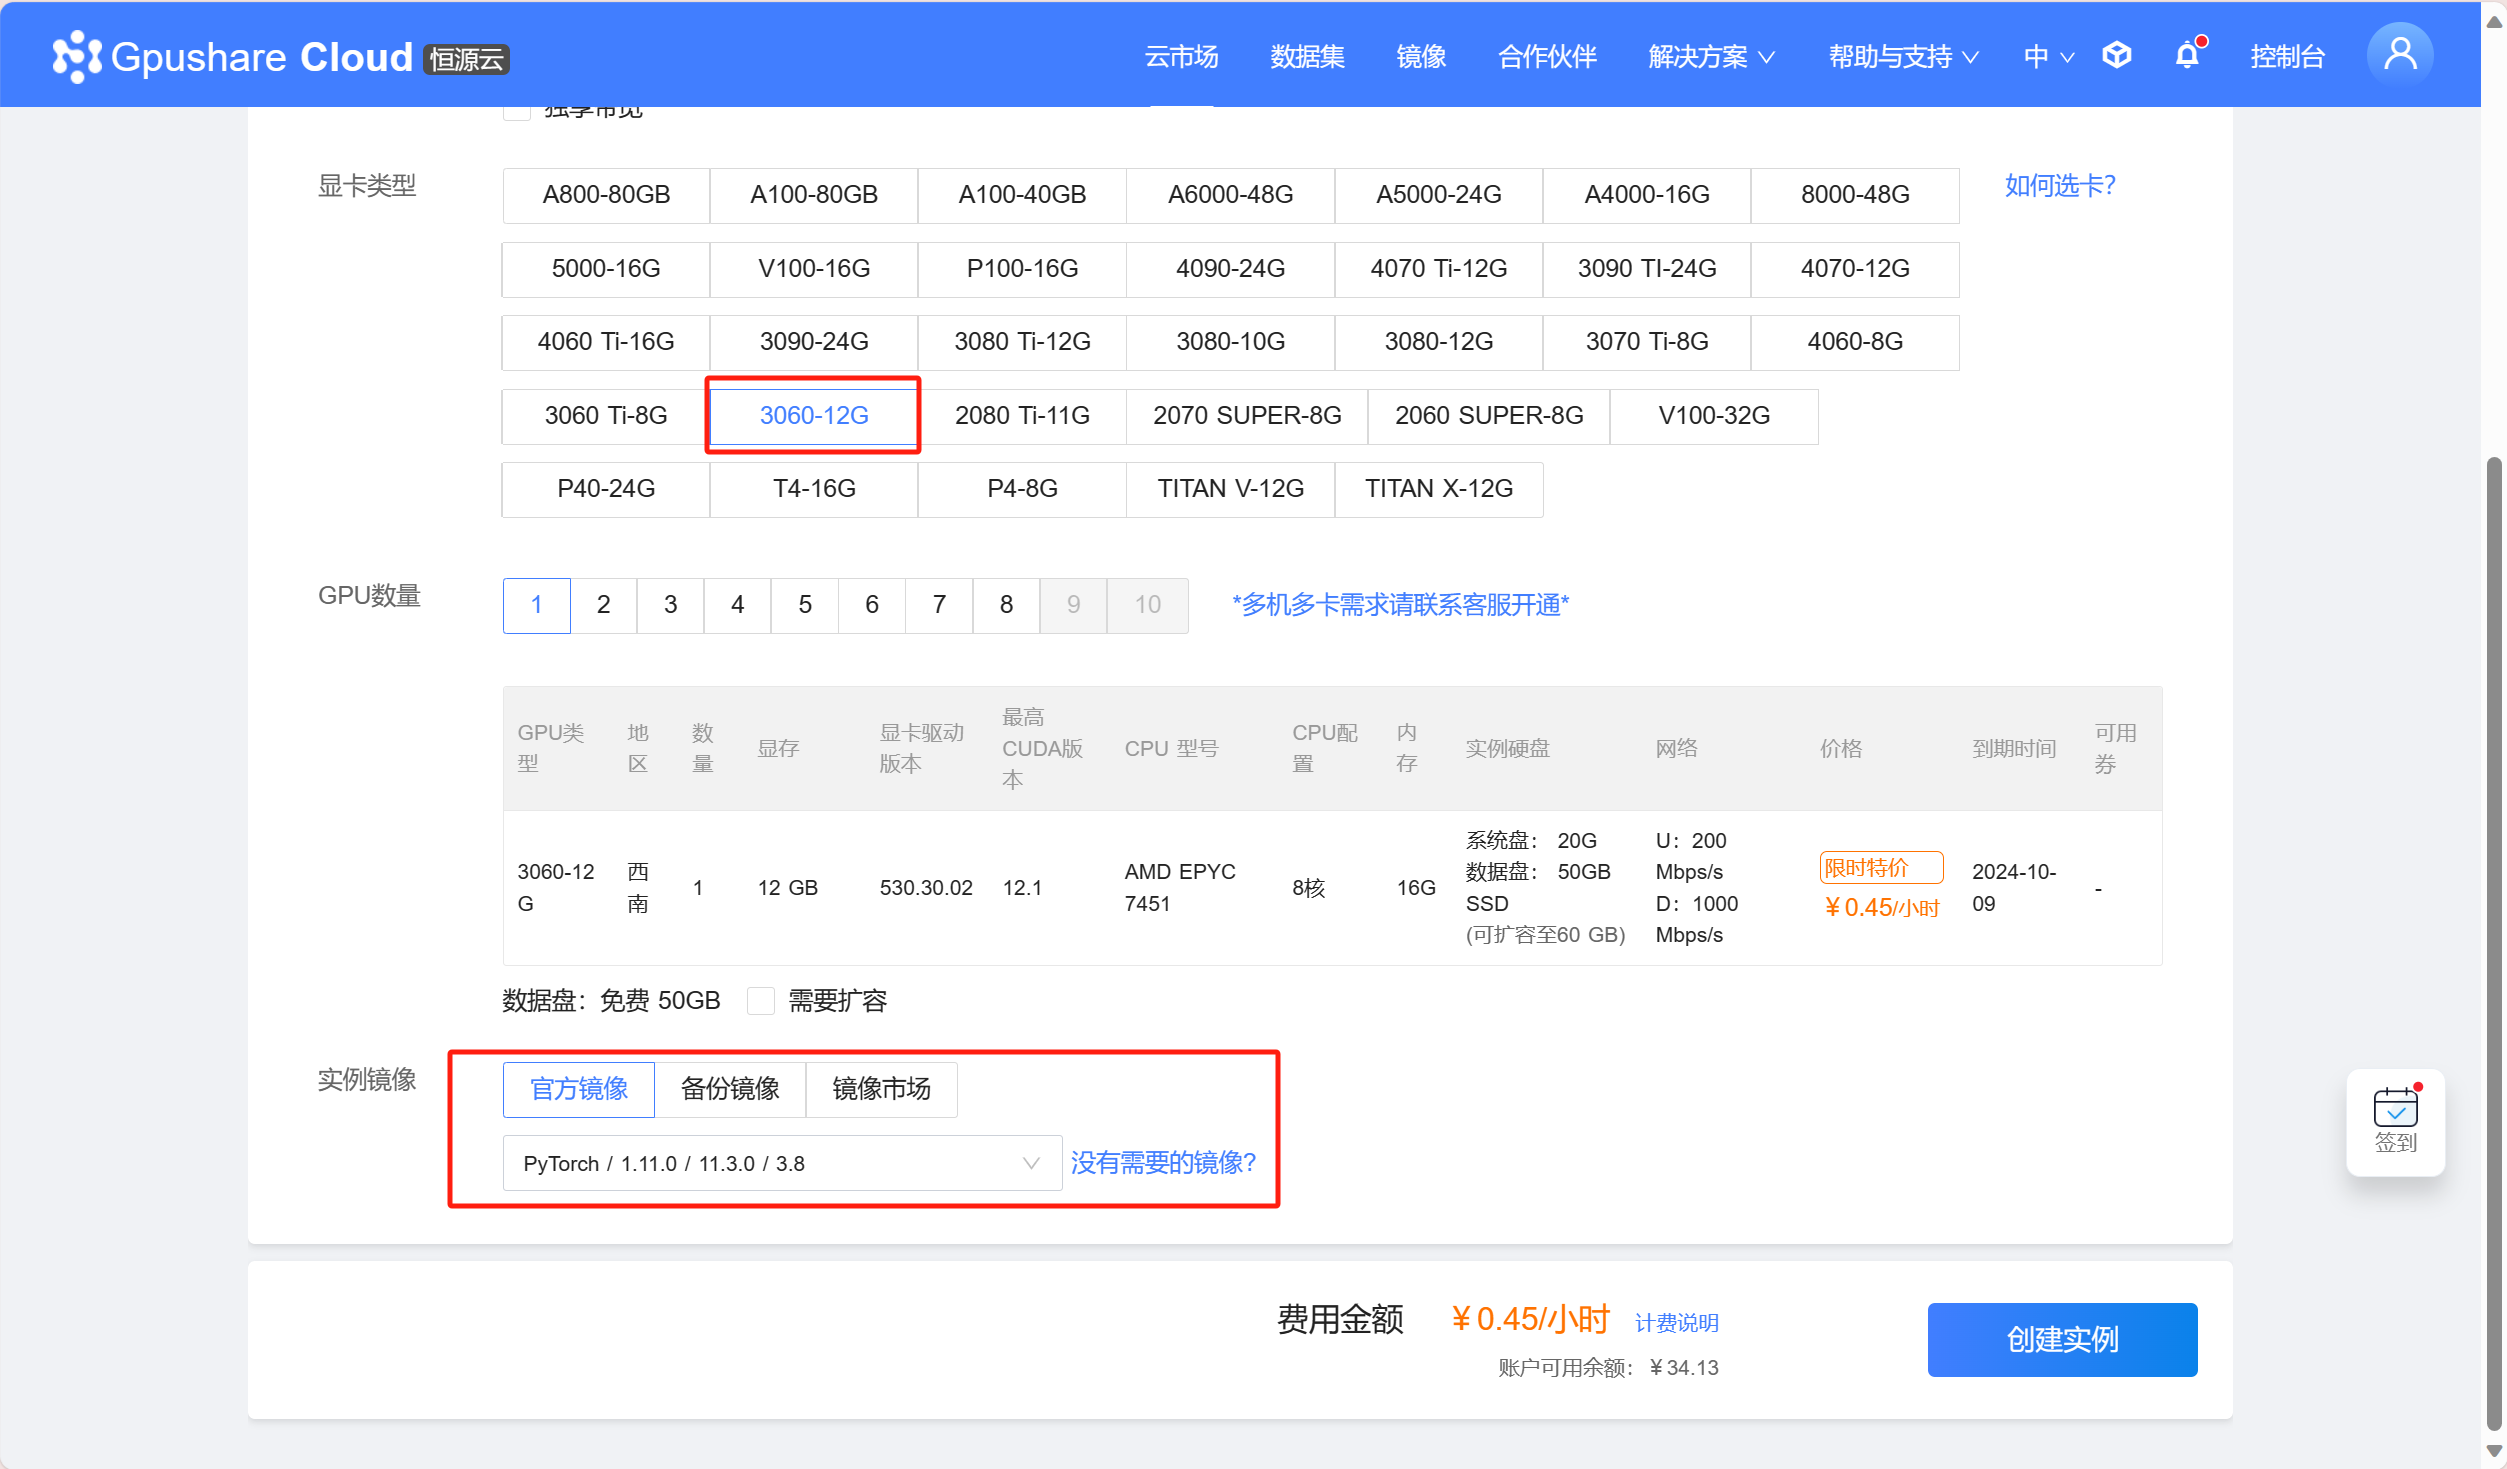 Gpushare Cloud 恒源云
云市场 数据集 镜像 合作伙伴 解决方案 帮助与支持 中 控制台
独享带宽
显卡类型
A800-80GB A100-80GB A100-40GB A6000-48G A5000-24G A4000-16G 8000-48G
如何选卡?
5000-16G V100-16G P100-16G 4090-24G 4070 Ti-12G 3090 TI-24G 4070-12G
4060 Ti-16G 3090-24G 3080 Ti-12G 3080-10G 3080-12G 3070 Ti-8G 4060-8G
3060 Ti-8G 3060-12G 2080 Ti-11G 2070 SUPER-8G 2060 SUPER-8G V100-32G
P40-24G T4-16G P4-8G TITAN V-12G TITAN X-12G
GPU数量
1 2 3 4 5 6 7 8 9 10
*多机多卡需求请联系客服开通*
GPU类型 地区 数量 显存 显卡驱动版本 最高CUDA版本 CPU 型号 CPU配置 内存 实例硬盘 网络 价格 到期时间 可用券
3060-12G
西南
1
12 GB
530.30.02
12.1
AMD EPYC
7451
8核
16G
系统盘： 20G
数据盘： 50GB
SSD
(可扩容至60 GB)
U：200
Mbps/s
D：1000
Mbps/s
限时特价
¥ 0.45/小时
2024-10-
09
-
数据盘：免费 50GB 需要扩容
实例镜像
官方镜像 备份镜像 镜像市场
PyTorch / 1.11.0 / 11.3.0 / 3.8
没有需要的镜像?
签到
费用金额 ¥ 0.45/小时 计费说明
账户可用余额： ¥ 34.13
创建实例